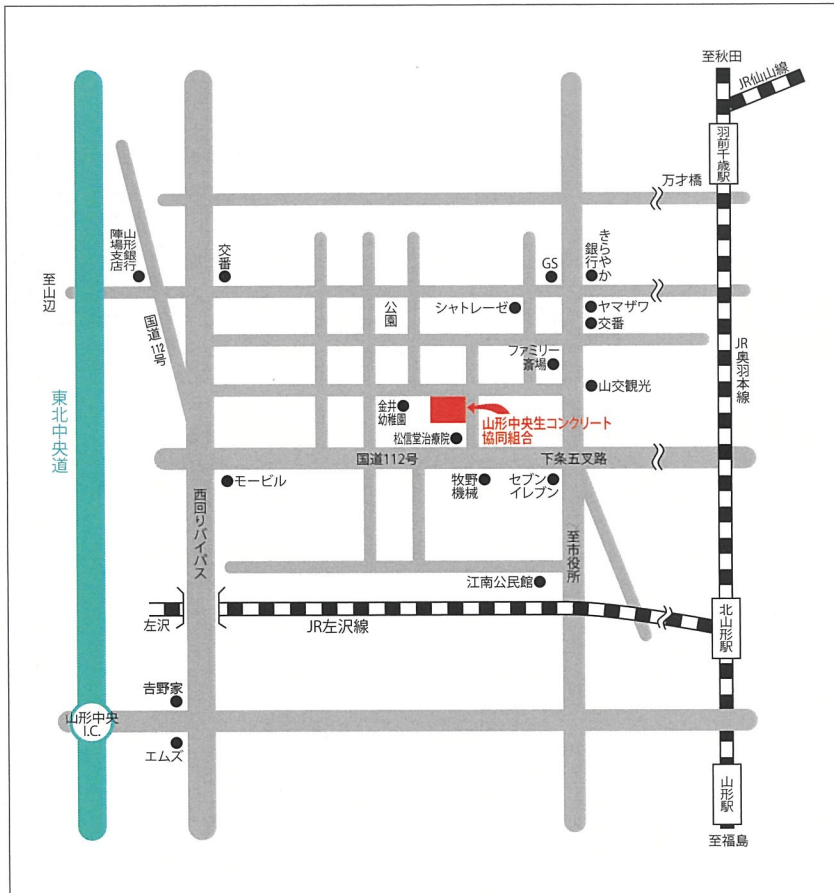 至秋田
JR仙山線
羽前千歳駅
万才橋
山形銀行
陣場支店
交番
GS
きらやか
銀行
至山辺
国道112号
公園
シャトレーゼ
ヤマザワ
交番
JR奥羽本線
ファミリー
斎場
山交観光
東北中央道
金井
幼稚園
山形中央生コンクリート
協同組合
松信堂治療院
国道112号
下条五叉路
モービル
牧野
機械
セブン
イレブン
西回りバイパス
至市役所
江南公民館
北山形駅
左沢
JR左沢線
吉野家
山形中央
I.C.
エムズ
山形駅
至福島